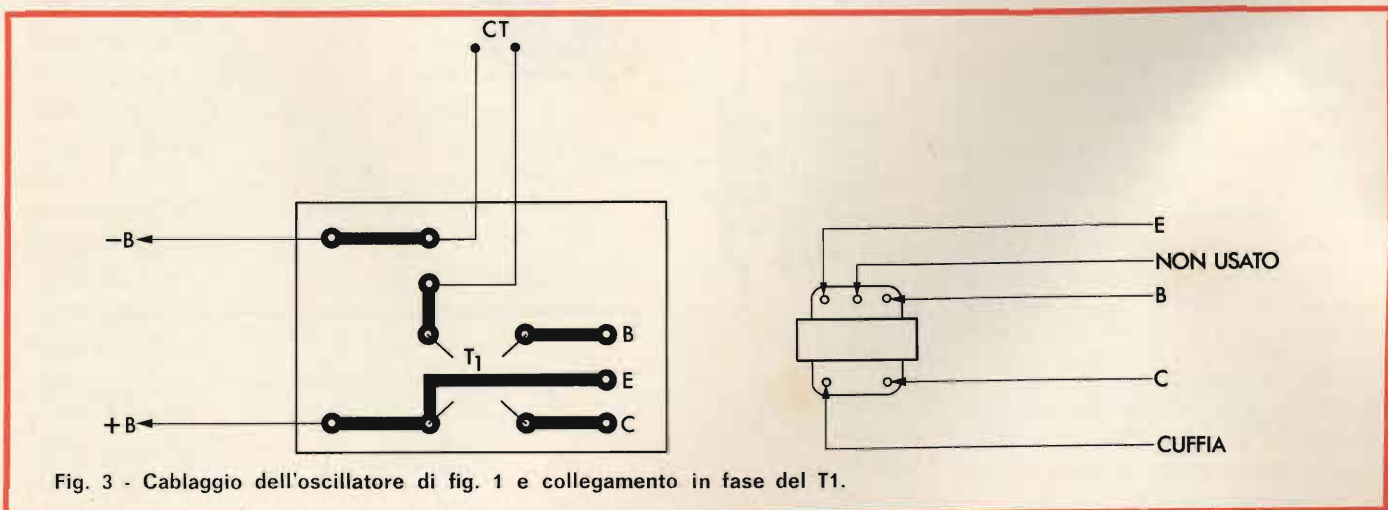 CT
−B
T1
B
E
+B
C
E
NON USATO
B
C
CUFFIA
Fig. 3 - Cablaggio dell'oscillatore di fig. 1 e collegamento in fase del T1.